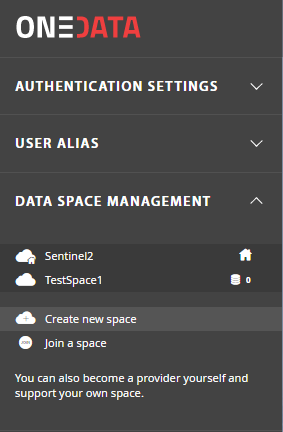 ONEDATA
AUTHENTICATION SETTINGS
USER ALIAS
DATA SPACE MANAGEMENT
Sentinel2
TestSpace1 0
Create new space
JOIN Join a space
You can also become a provider yourself and
support your own space.